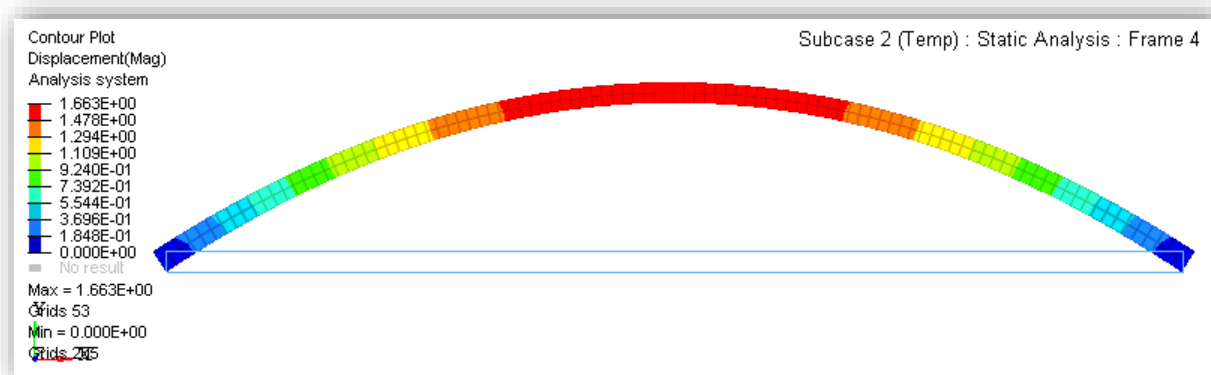 Contour Plot
Displacement(Mag)
Analysis system
Subcase 2 (Temp) : Static Analysis : Frame 4
1.663E+00
1.478E+00
1.294E+00
1.109E+00
9.240E-01
7.392E-01
5.544E-01
3.696E-01
1.848E-01
0.000E+00
No result
Max = 1.663E+00
Grids 53
Y
Min = 0.000E+00
X